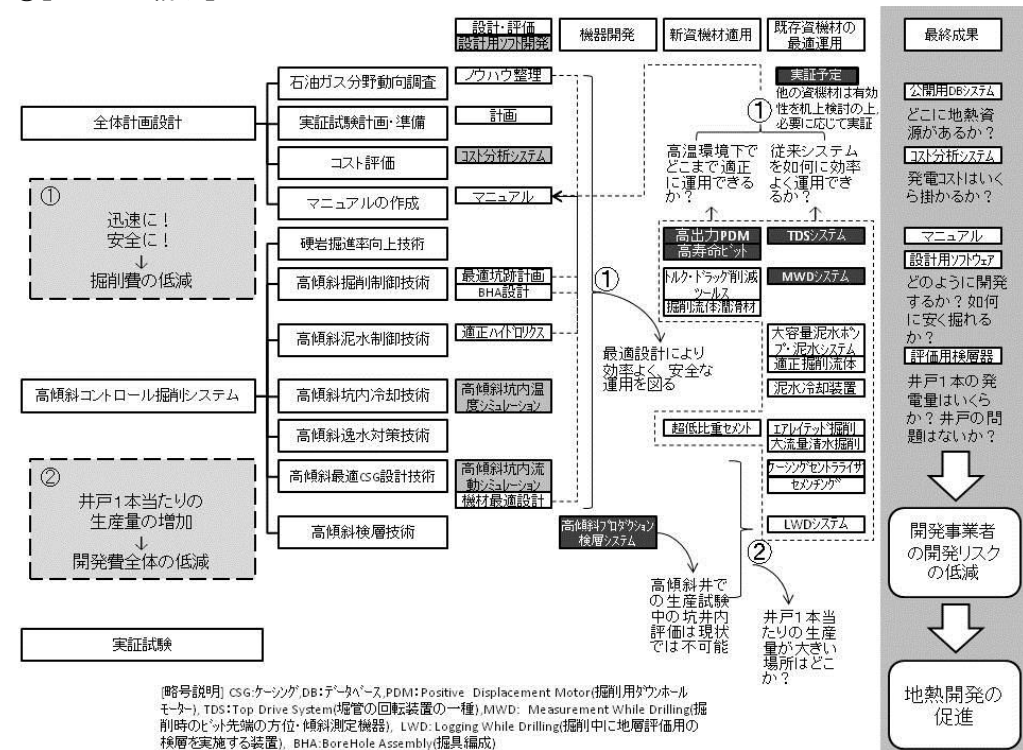 設計・評価
設計用ソフト開発
機器開発
新資機材適用
既存資機材の
最適運用
最終成果
全体計画設計
石油ガス分野動向調査
実証試験計画・準備
コスト評価
マニュアルの作成
ノウハウ整理
計画
コスト分析システム
マニュアル
①
迅速に!
安全に!
↓
掘削費の低減
高傾斜コントロール掘削システム
硬岩掘進率向上技術
高傾斜掘削制御技術
高傾斜泥水制御技術
高傾斜坑内冷却技術
高傾斜逸水対策技術
高傾斜最適CSG設計技術
高傾斜検層技術
最適坑跡計画
BHA設計
適正ハイドロリクス
高傾斜坑内温
度シミュレーション
高傾斜坑内流
動シミュレーション
機材最適設計
②
井戸1本当たりの
生産量の増加
↓
開発費全体の低減
実証試験
①
最適設計により
効率よく、安全な
運用を図る
高傾斜プロダクション
検層システム
高傾斜井で
の生産試験
中の坑井内
評価は現状
では不可能
実証予定
他の資機材は有効
性を机上検討の上、
必要に応じて実証
①
高温環境下で
どこまで適正
に運用できる
か?
従来システム
を如何に効率
よく運用でき
るか?
高出力PDM
高寿命ビット
トルク・ドラッグ削減
ツールス
掘削流体潤滑材
超低比重セメント
TDSシステム
MWDシステム
大容量泥水ポン
プ・泥水システム
適正掘削流体
泥水冷却装置
エアレイテッド掘削
大流量清水掘削
ケーシングセントラライザ
セメンチング
LWDシステム
②
井戸1本当
たりの生産
量が大きい
場所はどこ
か?
公開用DBシステム
どこに地熱資
源があるか?
コスト分析システム
発電コストはいく
ら掛かるか?
マニュアル
設計用ソフトウェア
どのように開発
するか?如何
に安く掘れる
か?
評価用検層器
井戸1本の発
電量はいくら
か?井戸の問
題はないか?
開発事業者
の開発リスク
の低減
地熱開発の
促進
[略号説明] CSG:ケーシング,DB:データベース,PDM:Positive Displacement Motor(掘削用ダウンホール
モーター), TDS:Top Drive System(堀管の回転装置の一種),MWD: Measurement While Drilling(掘
削時のビット先端の方位・傾斜測定機器), LWD: Logging While Drilling(掘削中に地層評価用の
検層を実施する装置), BHA:BoreHole Assembly(掘具編成)